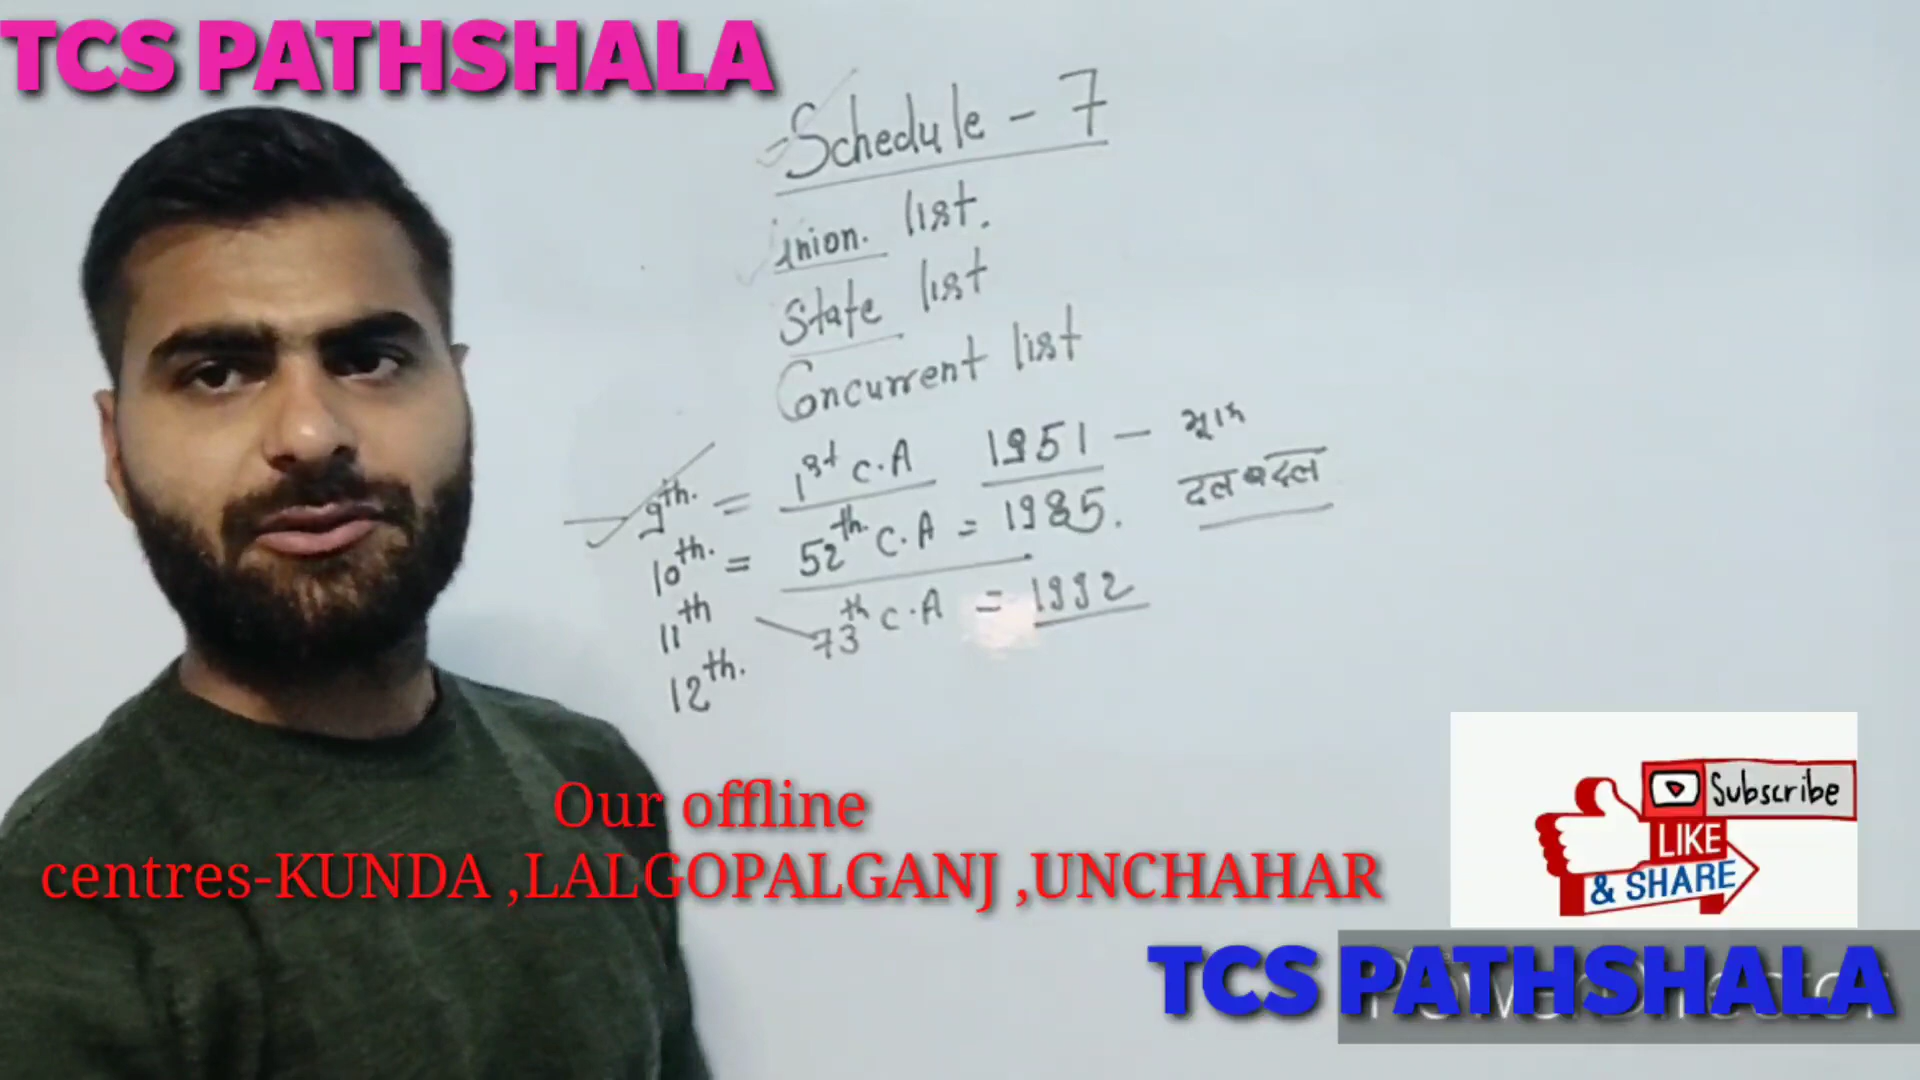 TCS PATHSHALA
Schedule - 7
Union. list.
State list
Concurrent list
9th. = 1st C.A 1951 - भूमि
10th. = 52th. C.A = 1985. दलबदल
11th 73th C.A = 1992
12th.
Our offline
centres-KUNDA ,LALGOPALGANJ ,UNCHAHAR
Subscribe
LIKE
& SHARE
TCS PATHSHALA